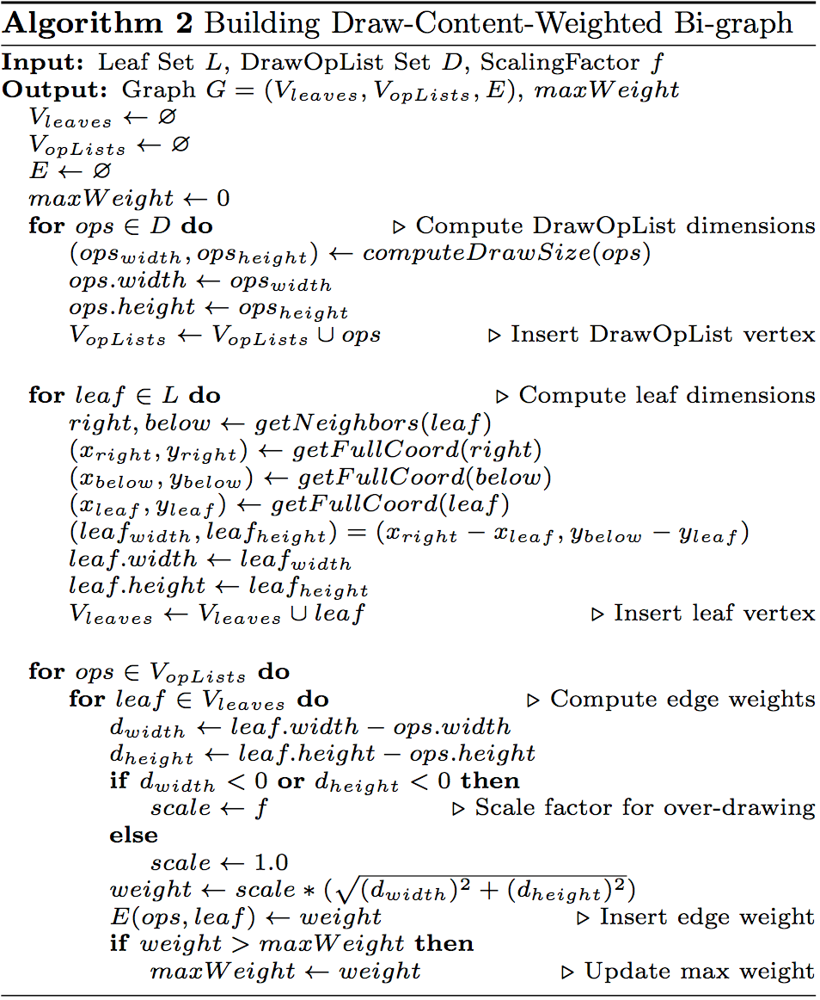 Algorithm 2 Building Draw-Content-Weighted Bi-graph
Input: Leaf Set L, DrawOpList Set D, ScalingFactor f
Output: Graph G = (V_leaves, V_opLists, E), maxWeight
V_leaves ← ∅
V_opLists ← ∅
E ← ∅
maxWeight ← 0
for ops ∈ D do ▷ Compute DrawOpList dimensions
(ops_width, ops_height) ← computeDrawSize(ops)
ops.width ← ops_width
ops.height ← ops_height
V_opLists ← V_opLists ∪ ops ▷ Insert DrawOpList vertex
for leaf ∈ L do ▷ Compute leaf dimensions
right, below ← getNeighbors(leaf)
(x_right, y_right) ← getFullCoord(right)
(x_below, y_below) ← getFullCoord(below)
(x_leaf, y_leaf) ← getFullCoord(leaf)
(leaf_width, leaf_height) = (x_right − x_leaf, y_below − y_leaf)
leaf.width ← leaf_width
leaf.height ← leaf_height
V_leaves ← V_leaves ∪ leaf ▷ Insert leaf vertex
for ops ∈ V_opLists do
for leaf ∈ V_leaves do ▷ Compute edge weights
d_width ← leaf.width − ops.width
d_height ← leaf.height − ops.height
if d_width < 0 or d_height < 0 then
scale ← f ▷ Scale factor for over-drawing
else
scale ← 1.0
weight ← scale * (√((d_width)² + (d_height)²))
E(ops, leaf) ← weight ▷ Insert edge weight
if weight > maxWeight then
maxWeight ← weight ▷ Update max weight